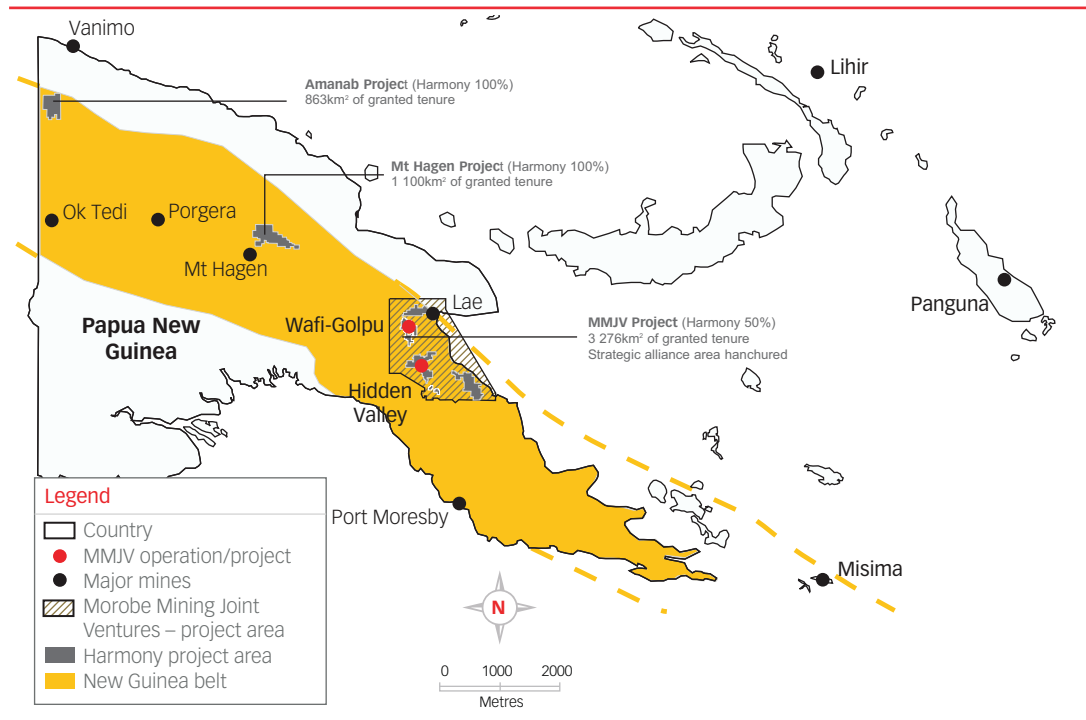 Vanimo
Lihir
Amanab Project (Harmony 100%)
863km² of granted tenure
Mt Hagen Project (Harmony 100%)
1 100km² of granted tenure
Ok Tedi
Porgera
Mt Hagen
Panguna
Lae
Wafi-Golpu
MMJV Project (Harmony 50%)
3 276km² of granted tenure
Strategic alliance area hanchured
Papua New
Guinea
Hidden
Valley
Port Moresby
Misima
Legend
Country
MMJV operation/project
Major mines
Morobe Mining Joint
Ventures – project area
Harmony project area
New Guinea belt
N
0 1000 2000
Metres